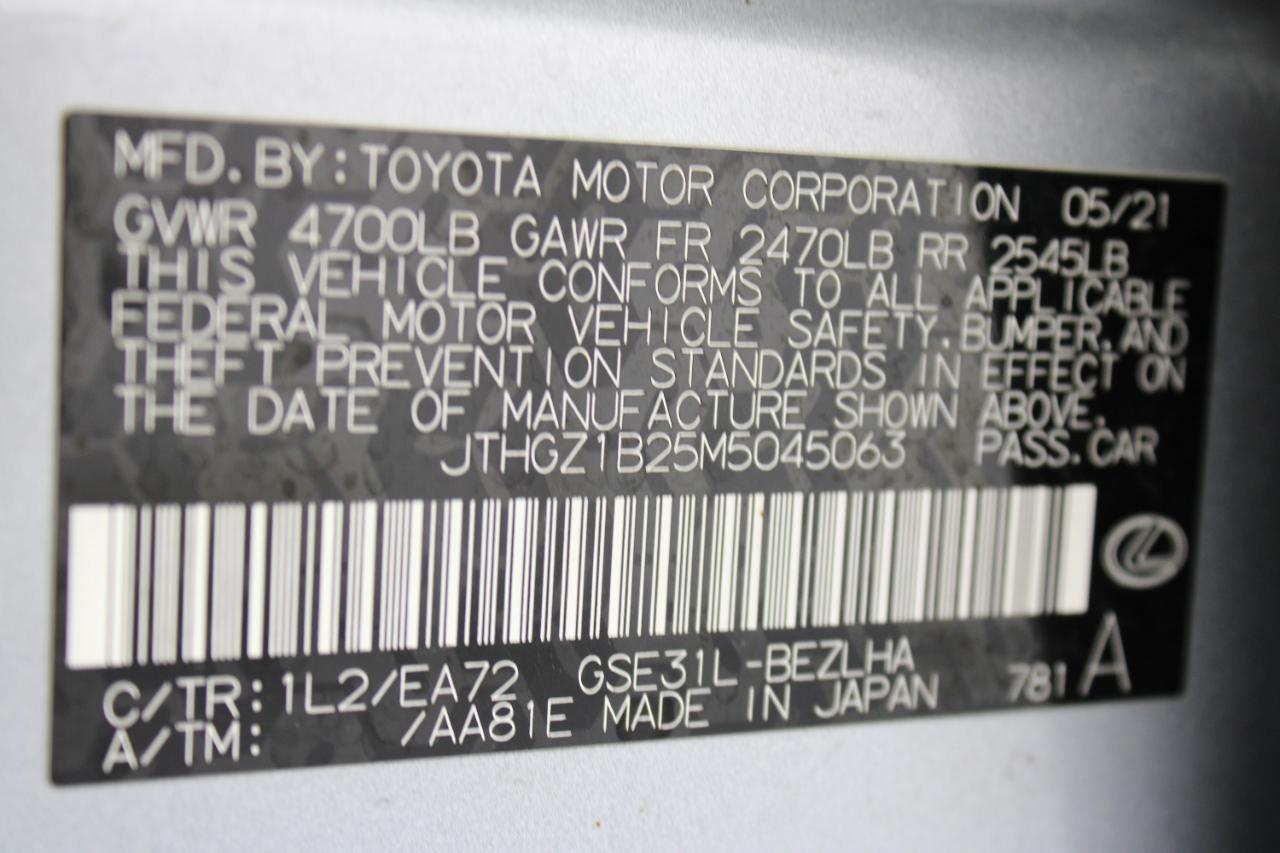 MFD. BY: TOYOTA MOTOR CORPORATION 05/21
GVWR 4700LB GAWR FR 2470LB RR 2545LB
THIS VEHICLE CONFORMS TO ALL APPLICABLE
FEDERAL MOTOR VEHICLE SAFETY, BUMPER, AND
THEFT PREVENTION STANDARDS IN EFFECT ON
THE DATE OF MANUFACTURE SHOWN ABOVE.
JTHGZ1B25M5045063 PASS. CAR
C/TR: 1L2/EA72 GSE31L-BEZLHA
A/TM: /AA81E MADE IN JAPAN 781 A